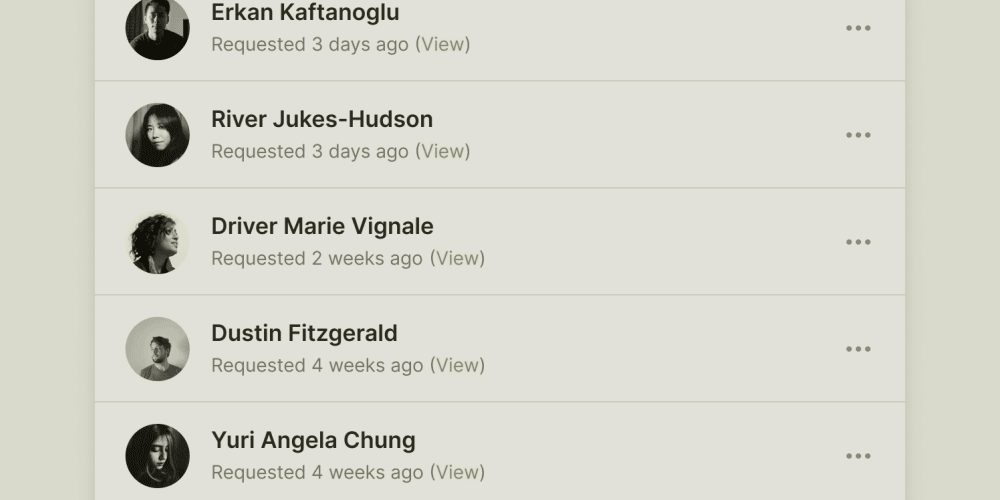 Erkan Kaftanoglu
Requested 3 days ago (View)
River Jukes-Hudson
Requested 3 days ago (View)
Driver Marie Vignale
Requested 2 weeks ago (View)
Dustin Fitzgerald
Requested 4 weeks ago (View)
Yuri Angela Chung
Requested 4 weeks ago (View)